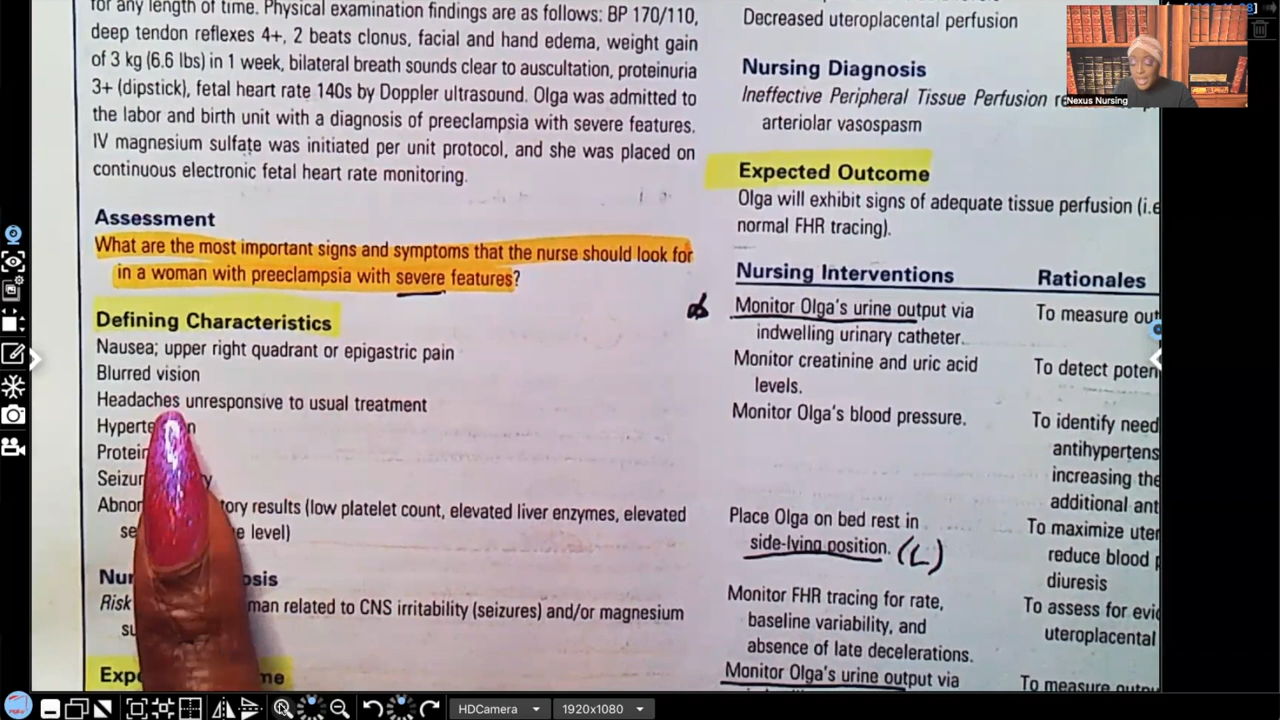 for any length of time. Physical examination findings are as follows: BP 170/110,
deep tendon reflexes 4+, 2 beats clonus, facial and hand edema, weight gain
of 3 kg (6.6 lbs) in 1 week, bilateral breath sounds clear to auscultation, proteinuria
3+ (dipstick), fetal heart rate 140s by Doppler ultrasound. Olga was admitted to
the labor and birth unit with a diagnosis of preeclampsia with severe features.
IV magnesium sulfate was initiated per unit protocol, and she was placed on
continuous electronic fetal heart rate monitoring.
Assessment
What are the most important signs and symptoms that the nurse should look for
in a woman with preeclampsia with severe features?
Defining Characteristics
Nausea; upper right quadrant or epigastric pain
Blurred vision
Headaches unresponsive to usual treatment
Hyperte n
Protein
Seizur y
Abnor tory results (low platelet count, elevated liver enzymes, elevated
se e level)
Nur osis
Risk man related to CNS irritability (seizures) and/or magnesium
su
Expe me
Decreased uteroplacental perfusion
Nursing Diagnosis
Ineffective Peripheral Tissue Perfusion re
arteriolar vasospasm
Expected Outcome
Olga will exhibit signs of adequate tissue perfusion (i.e
normal FHR tracing).
Nursing Interventions Rationales
Monitor Olga's urine output via To measure out
indwelling urinary catheter.
Monitor creatinine and uric acid To detect poten
levels.
Monitor Olga's blood pressure. To identify need
antihypertens
increasing the
additional ant
Place Olga on bed rest in To maximize uter
side-lying position. (L) reduce blood p
diuresis
Monitor FHR tracing for rate, To assess for evid
baseline variability, and uteroplacental
absence of late decelerations.
Monitor Olga's urine output via To measure outpu
Nexus Nursing
HDCamera 1920x1080